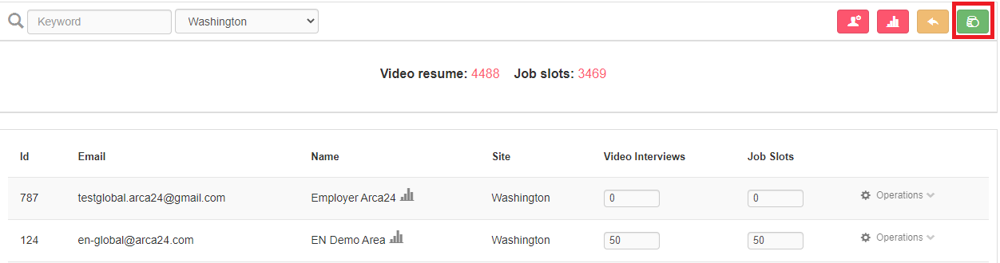 Keyword Washington
Video resume: 4488 Job slots: 3469
Id Email Name Site Video Interviews Job Slots
787 testglobal.arca24@gmail.com Employer Arca24 Washington 0 0 Operations
124 en-global@arca24.com EN Demo Area Washington 50 50 Operations